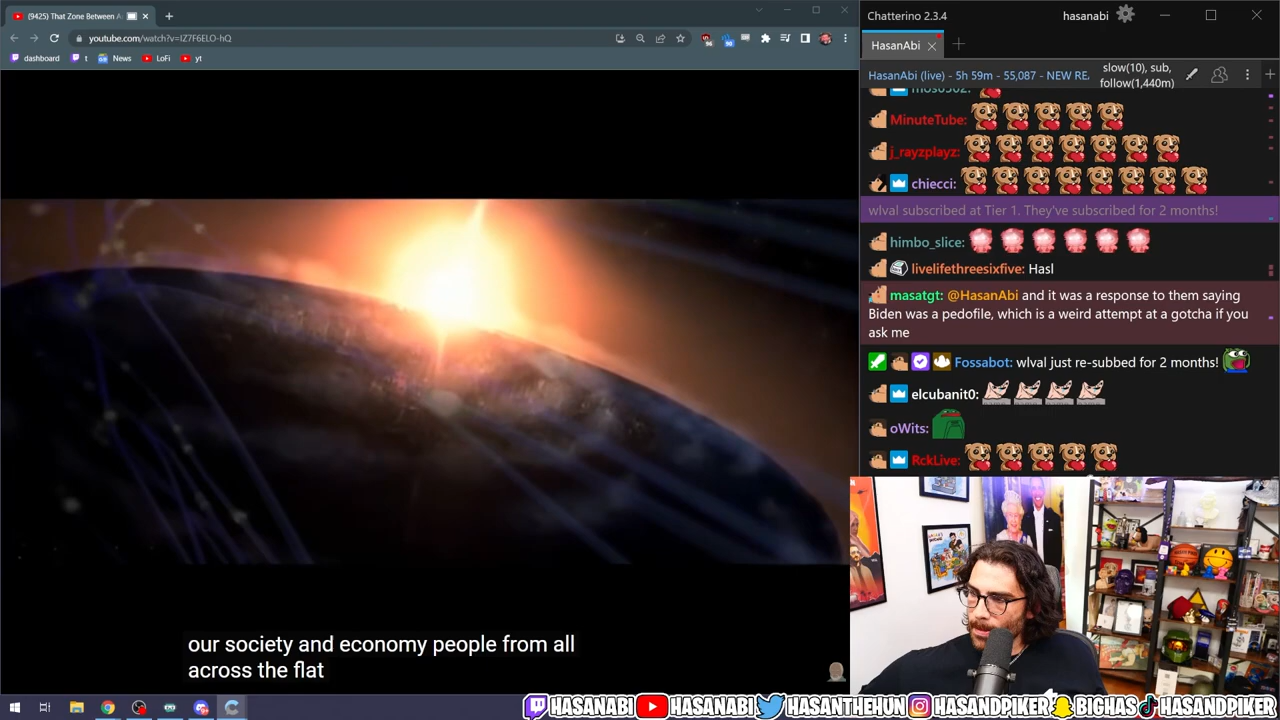 (9425) That Zone Between A
youtube.com/watch?v=IZ7F6ELO-hQ
96
90
dashboard
t
News
LoFi
yt
Chatterino 2.3.4
hasanabi
HasanAbi
HasanAbi (live) - 5h 59m - 55,087 - NEW RE
slow(10), sub,
follow(1,440m)
MinuteTube:
j_rayzplayz:
chiecci:
wlval subscribed at Tier 1. They've subscribed for 2 months!
himbo_slice:
livelifethreesixfive: Hasl
masatgt: @HasanAbi and it was a response to them saying
Biden was a pedofile, which is a weird attempt at a gotcha if you
ask me
Fossabot: wlval just re-subbed for 2 months!
elcubanit0:
oWits:
RckLive:
our society and economy people from all
across the flat
HASANABI
HASANABI
HASANTHEHUN
HASANDPIKER
BIGHAS
HASANDPIKER